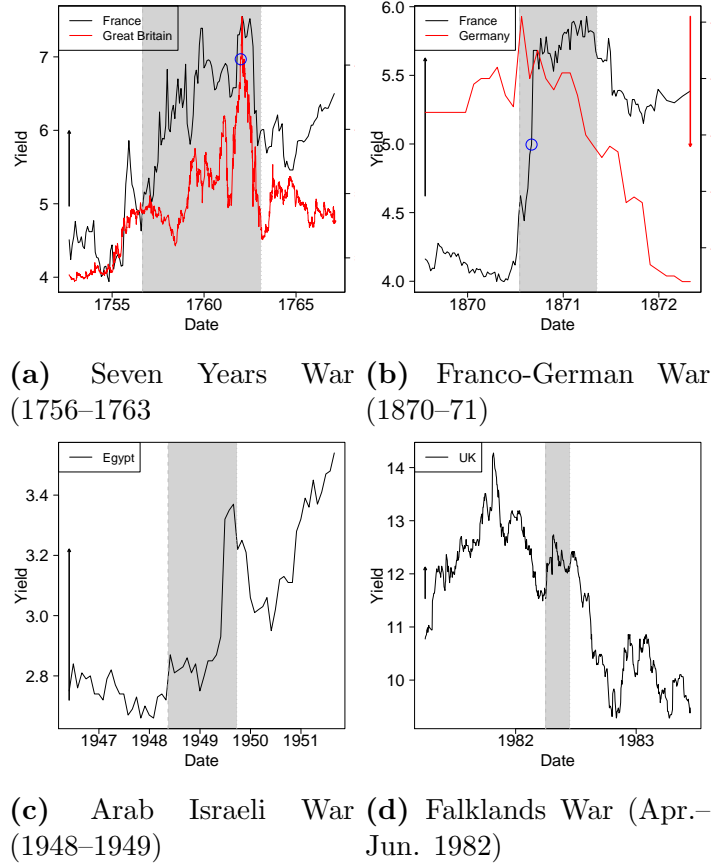 France
Great Britain
7
6
5
4
Yield
1755
1760
1765
Date
(a) Seven Years War
(1756–1763
France
Germany
6.0
5.5
5.0
4.5
4.0
Yield
1870
1871
1872
Date
(b) Franco-German War
(1870–71)
Egypt
3.4
3.2
3.0
2.8
Yield
1947
1948
1949
1950
1951
Date
(c) Arab Israeli War
(1948–1949)
UK
14
13
12
11
10
Yield
1982
1983
Date
(d) Falklands War (Apr.–
Jun. 1982)